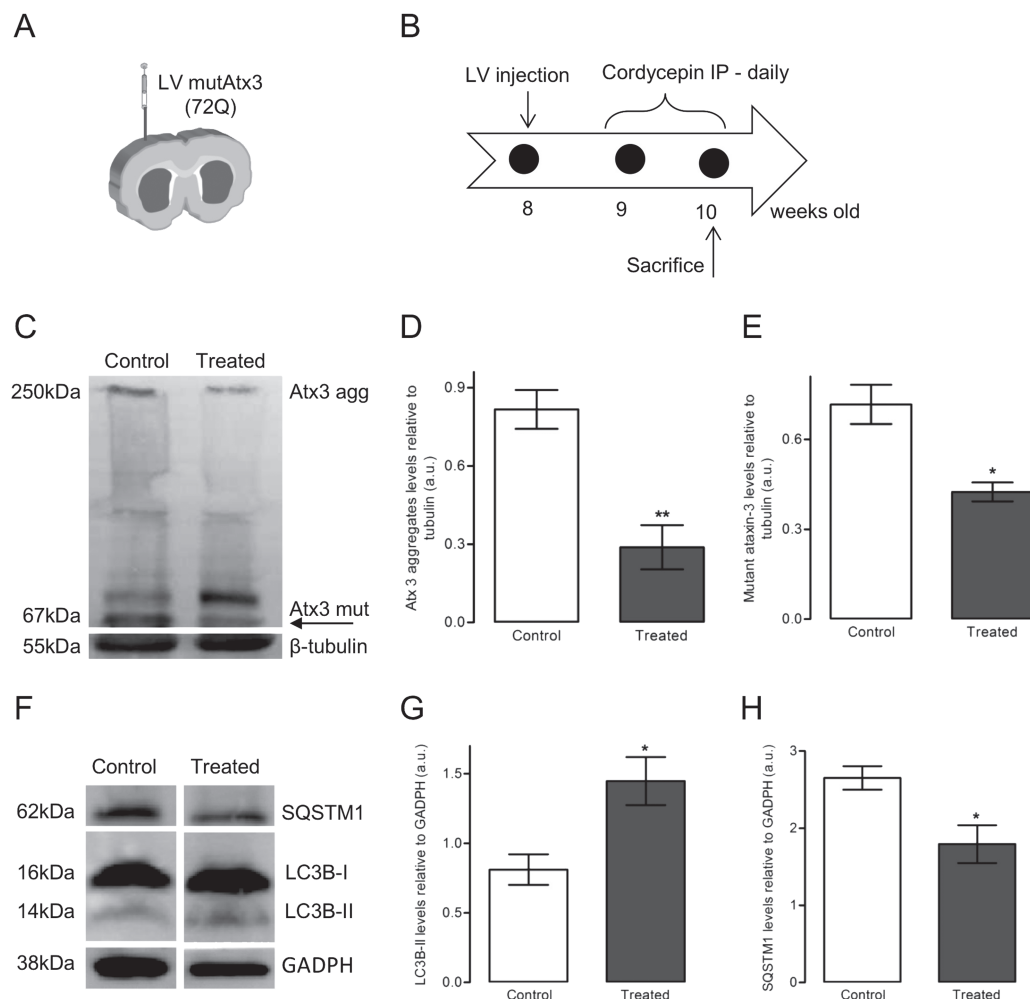 A
LV mutAtx3
(72Q)
B
LV injection
Cordycepin IP - daily
8
9
10
weeks old
Sacrifice
C
Control
Treated
250kDa
Atx3 agg
67kDa
Atx3 mut
55kDa
β-tubulin
D
Atx 3 aggregates levels relative to
tubulin (a.u.)
0.9
0.6
0.3
0.0
**
Control
Treated
E
Mutant ataxin-3 levels relative to
tubulin (a.u.)
0.6
0.3
0.0
*
Control
Treated
F
Control
Treated
62kDa
SQSTM1
16kDa
LC3B-I
14kDa
LC3B-II
38kDa
GADPH
G
LC3B-II levels relative to GADPH (a.u.)
1.5
1.0
0.5
0.0
*
Control
Treated
H
SQSTM1 levels relative to GADPH (a.u.)
3
2
1
0
*
Control
Treated